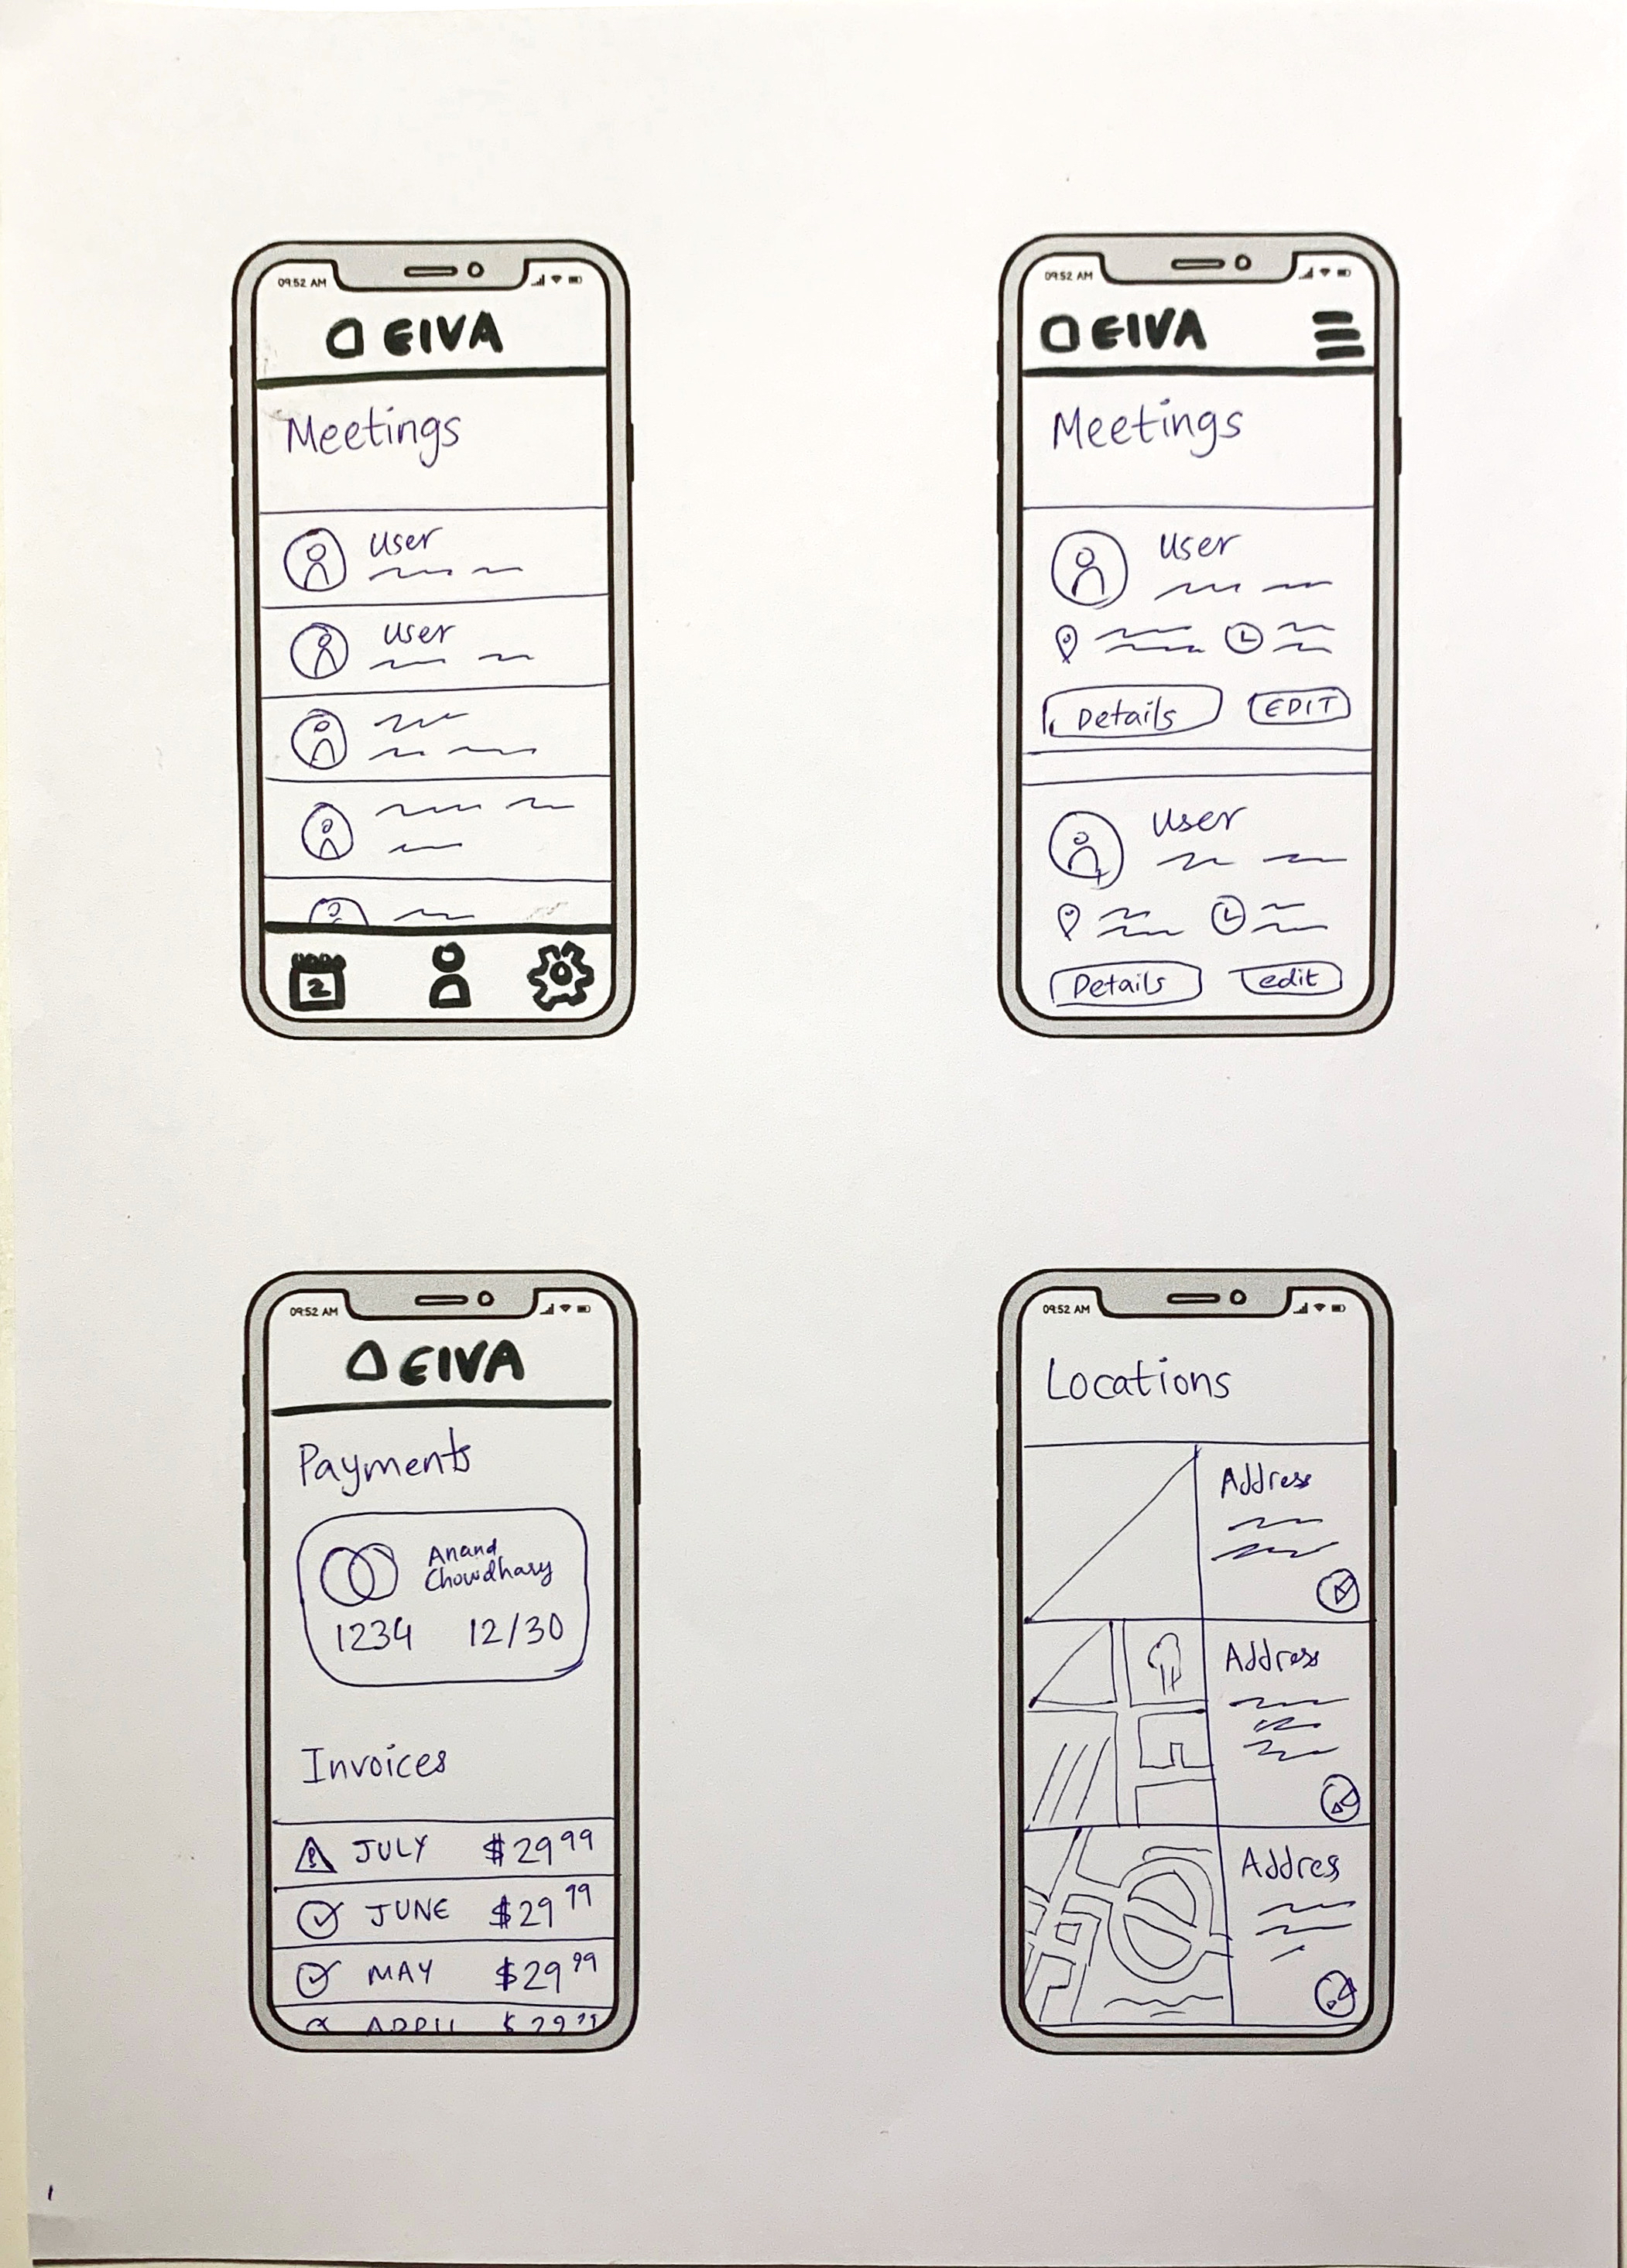 09.52 AM
EIVA
Meetings
User
User
2
09.52 AM
EIVA
Meetings
User
Details EDIT
User
Details edit
09.52 AM
EIVA
Payments
Anand
Chowdhary
1234 12/30
Invoices
JULY $29 99
JUNE $29 99
MAY $29 99
APRIL $29 99
09.52 AM
Locations
Address
Address
Addres